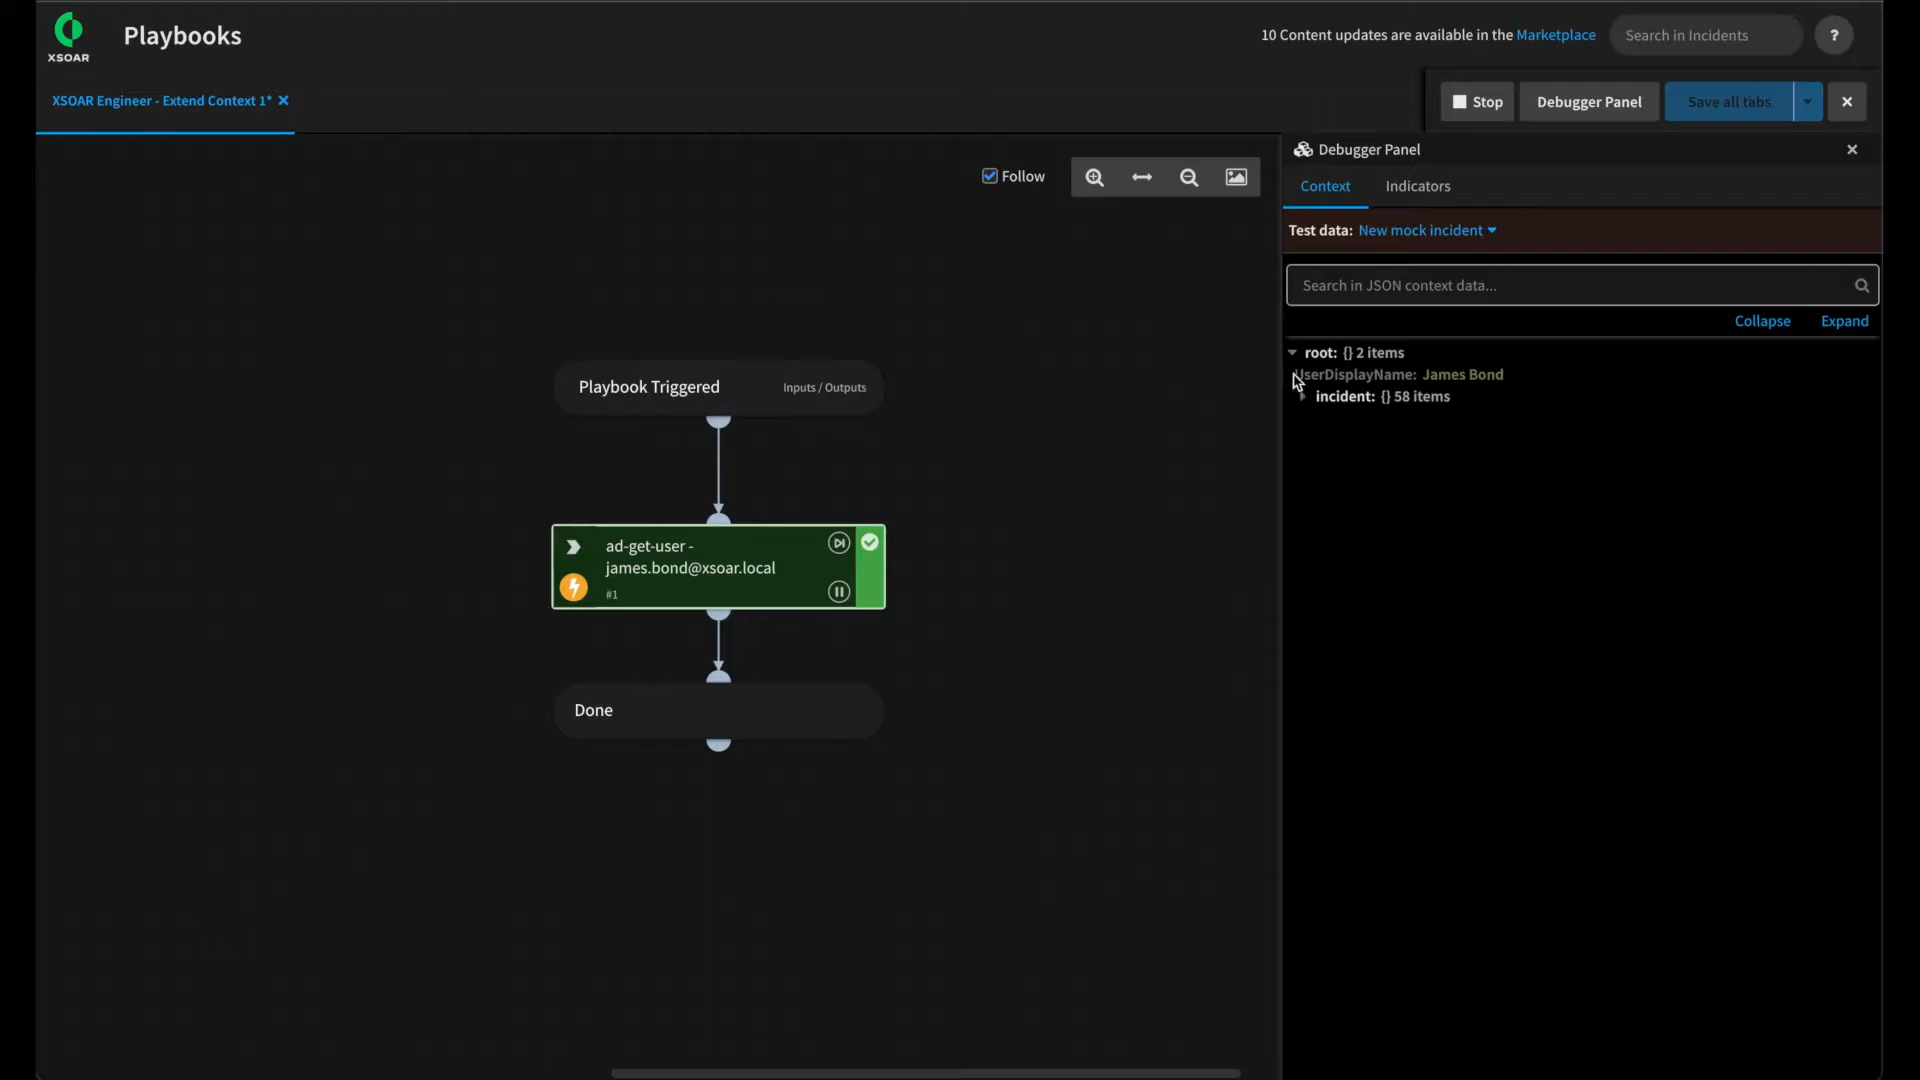 XSOAR
Playbooks
10 Content updates are available in the Marketplace
Search in Incidents
?
XSOAR Engineer - Extend Context 1* ✕
Stop
Debugger Panel
Save all tabs
Follow
Debugger Panel
Context
Indicators
Test data: New mock incident
Search in JSON context data...
Collapse
Expand
root: {} 2 items
UserDisplayName: James Bond
incident: {} 58 items
Playbook Triggered
Inputs / Outputs
ad-get-user -
james.bond@xsoar.local
#1
Done